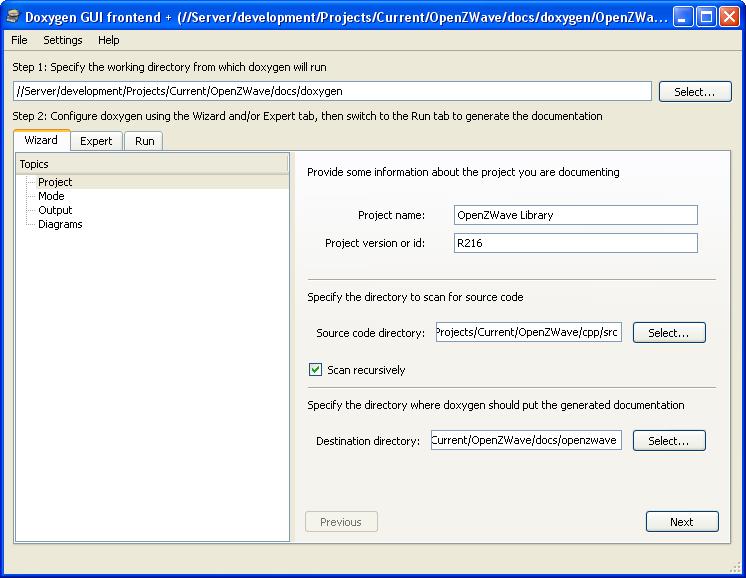 Doxygen GUI frontend + (//Server/development/Projects/Current/OpenZWave/docs/doxygen/OpenZWa...
File Settings Help
Step 1: Specify the working directory from which doxygen will run
//Server/development/Projects/Current/OpenZWave/docs/doxygen Select...
Step 2: Configure doxygen using the Wizard and/or Expert tab, then switch to the Run tab to generate the documentation
Wizard Expert Run
Topics
Project
Mode
Output
Diagrams
Provide some information about the project you are documenting
Project name: OpenZWave Library
Project version or id: R216
Specify the directory to scan for source code
Source code directory: Projects/Current/OpenZWave/cpp/src Select...
Scan recursively
Specify the directory where doxygen should put the generated documentation
Destination directory: Current/OpenZWave/docs/openzwave Select...
Previous Next